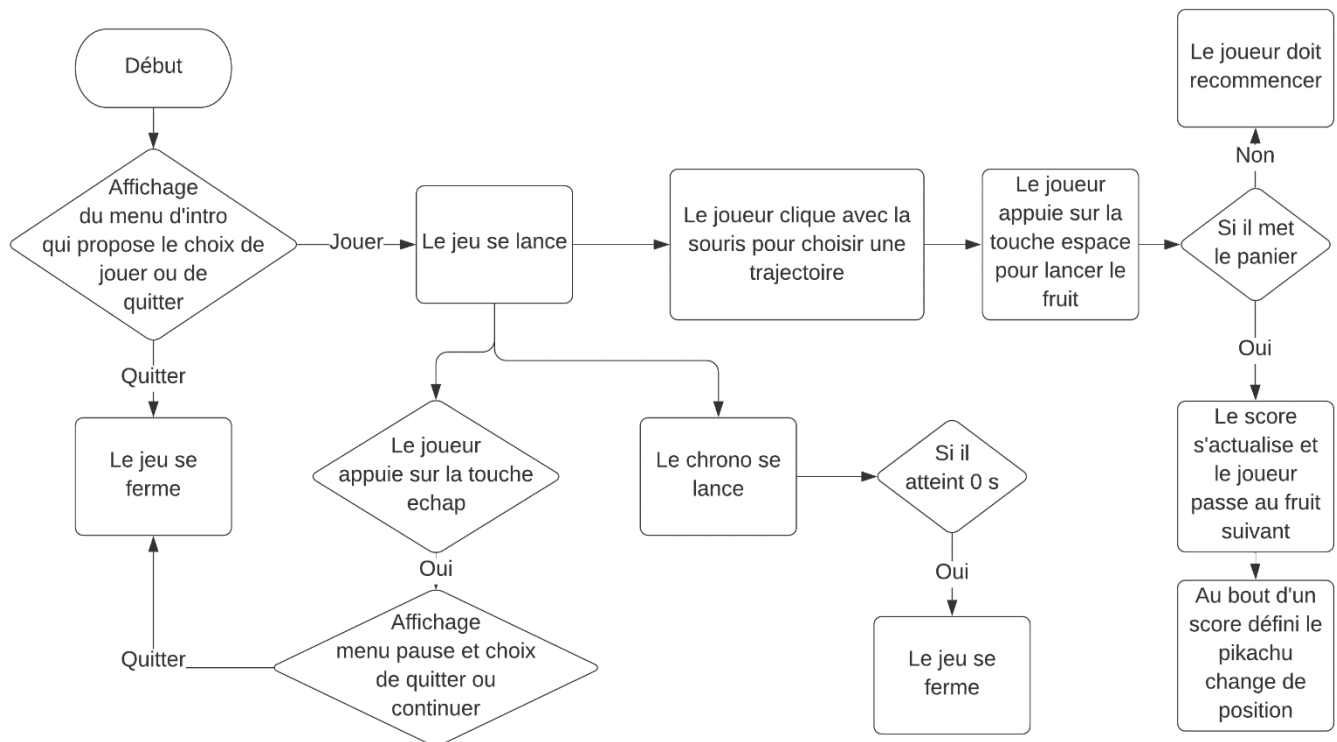 Début
Affichage
du menu d'intro
qui propose le choix de
jouer ou de
quitter
Jouer
Le jeu se lance
Le joueur clique avec la
souris pour choisir une
trajectoire
Le joueur
appuie sur la
touche espace
pour lancer le
fruit
Si il met
le panier
Non
Le joueur doit
recommencer
Oui
Le score
s'actualise et
le joueur
passe au fruit
suivant
Au bout d'un
score défini le
pikachu
change de
position
Quitter
Le jeu se
ferme
Le joueur
appuie sur la touche
echap
Oui
Affichage
menu pause et choix
de quitter ou
continuer
Quitter
Le chrono se
lance
Si il
atteint 0 s
Oui
Le jeu se
ferme